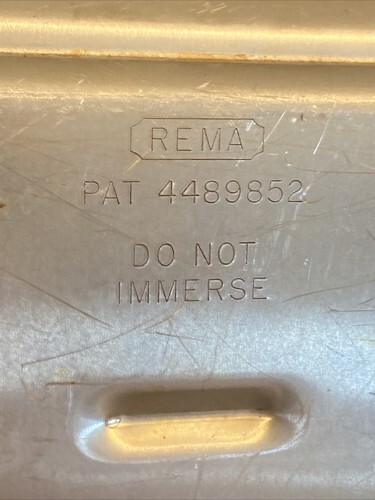 REMA
PAT 4489852
DO NOT
IMMERSE